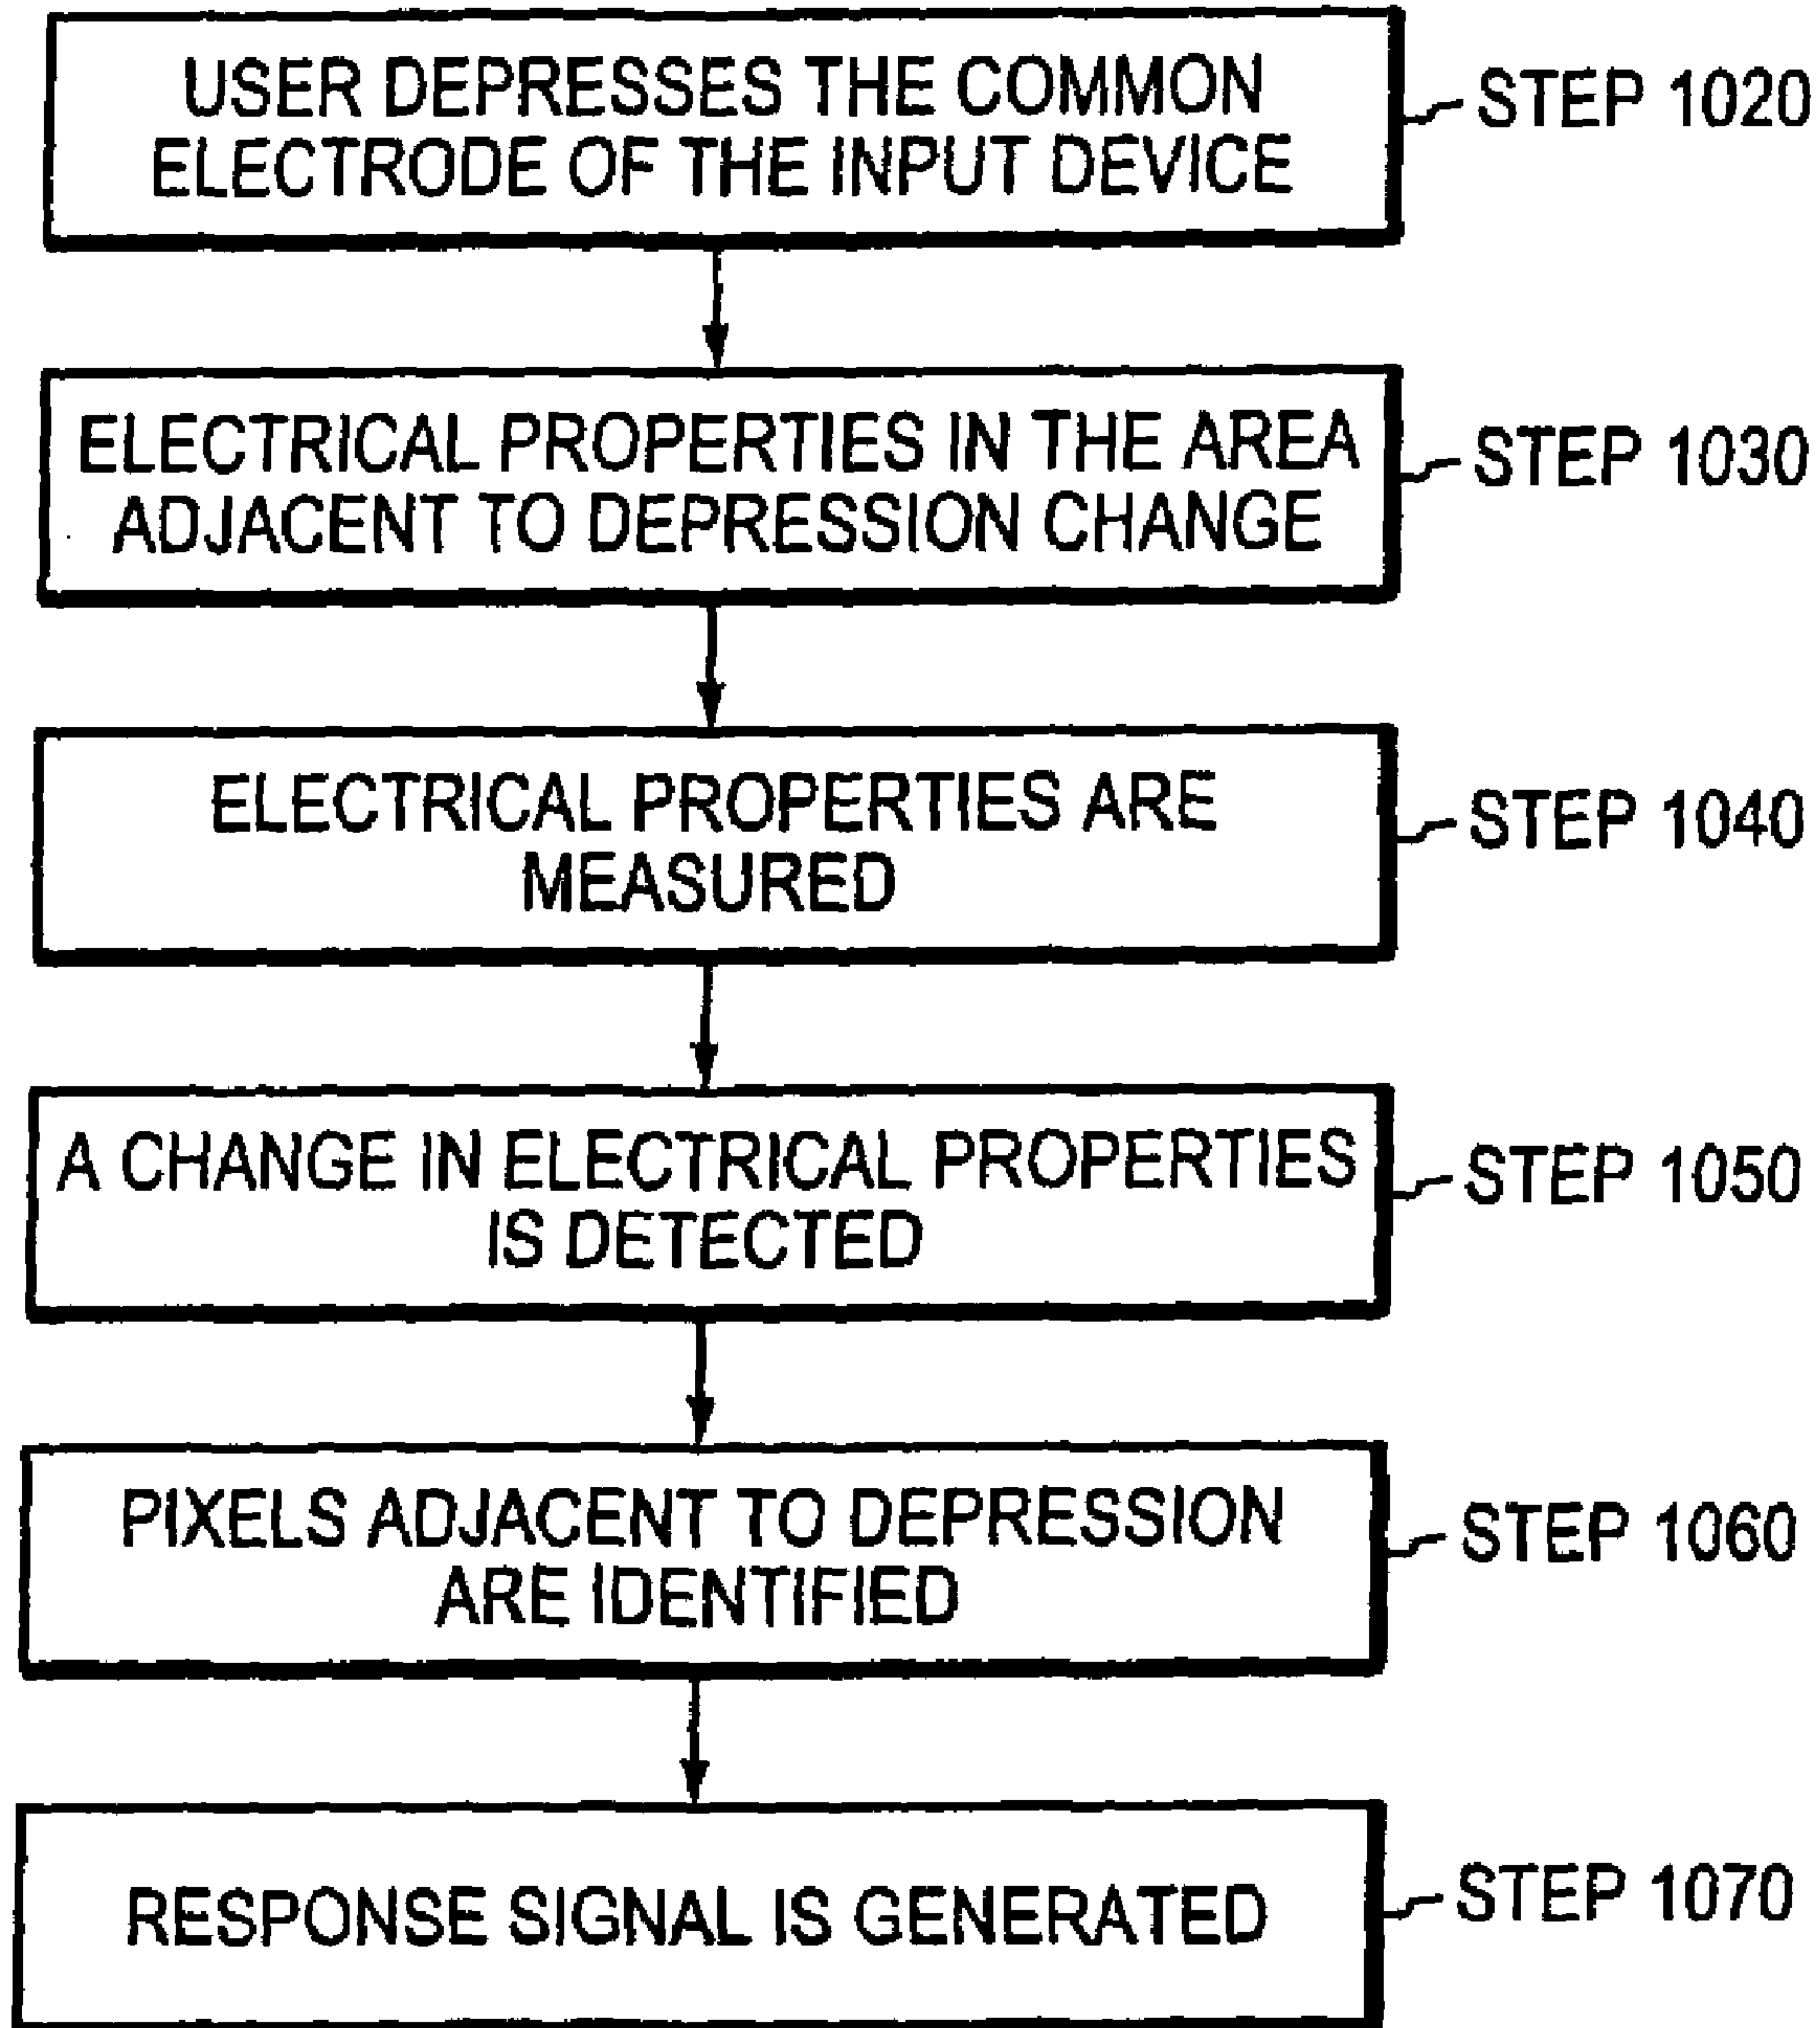 USER DEPRESSES THE COMMON
ELECTRODE OF THE INPUT DEVICE
STEP 1020
ELECTRICAL PROPERTIES IN THE AREA
ADJACENT TO DEPRESSION CHANGE
STEP 1030
ELECTRICAL PROPERTIES ARE
MEASURED
STEP 1040
A CHANGE IN ELECTRICAL PROPERTIES
IS DETECTED
STEP 1050
PIXELS ADJACENT TO DEPRESSION
ARE IDENTIFIED
STEP 1060
RESPONSE SIGNAL IS GENERATED
STEP 1070